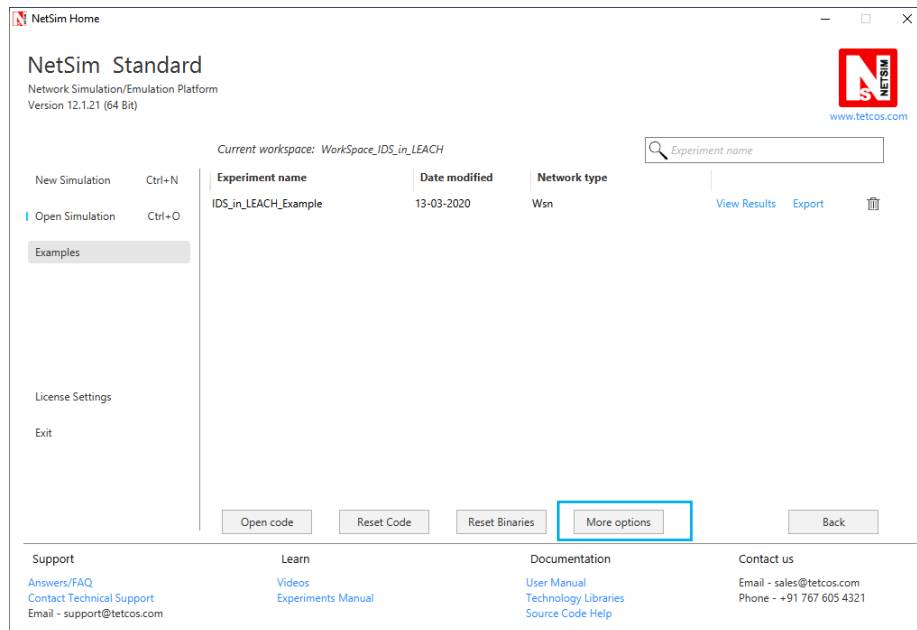 NetSim Home
NetSim Standard
Network Simulation/Emulation Platform
Version 12.1.21 (64 Bit)
NS NETSIM
www.tetcos.com
Current workspace: WorkSpace_IDS_in_LEACH
Experiment name
New Simulation Ctrl+N
Open Simulation Ctrl+O
Examples
License Settings
Exit
Experiment name Date modified Network type
IDS_in_LEACH_Example 13-03-2020 Wsn View Results Export
Open code Reset Code Reset Binaries More options Back
Support
Answers/FAQ
Contact Technical Support
Email - support@tetcos.com
Learn
Videos
Experiments Manual
Documentation
User Manual
Technology Libraries
Source Code Help
Contact us
Email - sales@tetcos.com
Phone - +91 767 605 4321